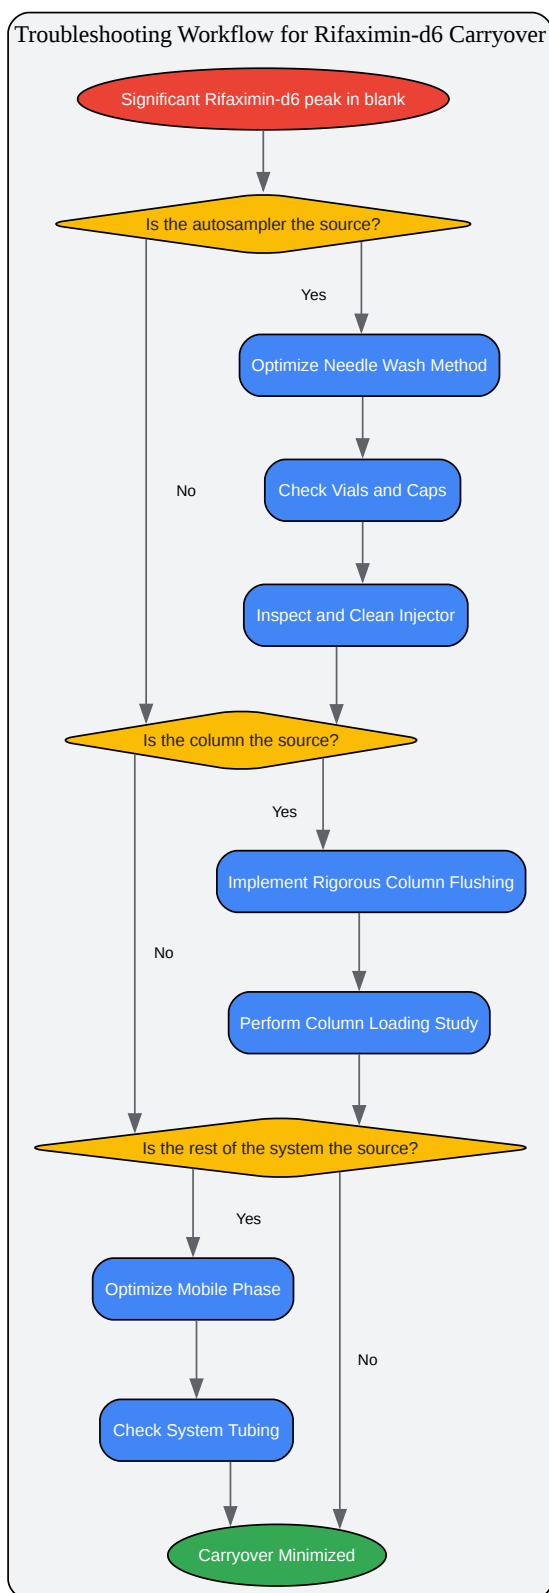 Troubleshooting Workflow for Rifaximin-d6 Carryover
Significant Rifaximin-d6 peak in blank
Is the autosampler the source?
Yes
Optimize Needle Wash Method
Check Vials and Caps
No
Inspect and Clean Injector
Is the column the source?
Yes
Implement Rigorous Column Flushing
No
Perform Column Loading Study
Is the rest of the system the source?
Yes
Optimize Mobile Phase
No
Check System Tubing
Carryover Minimized